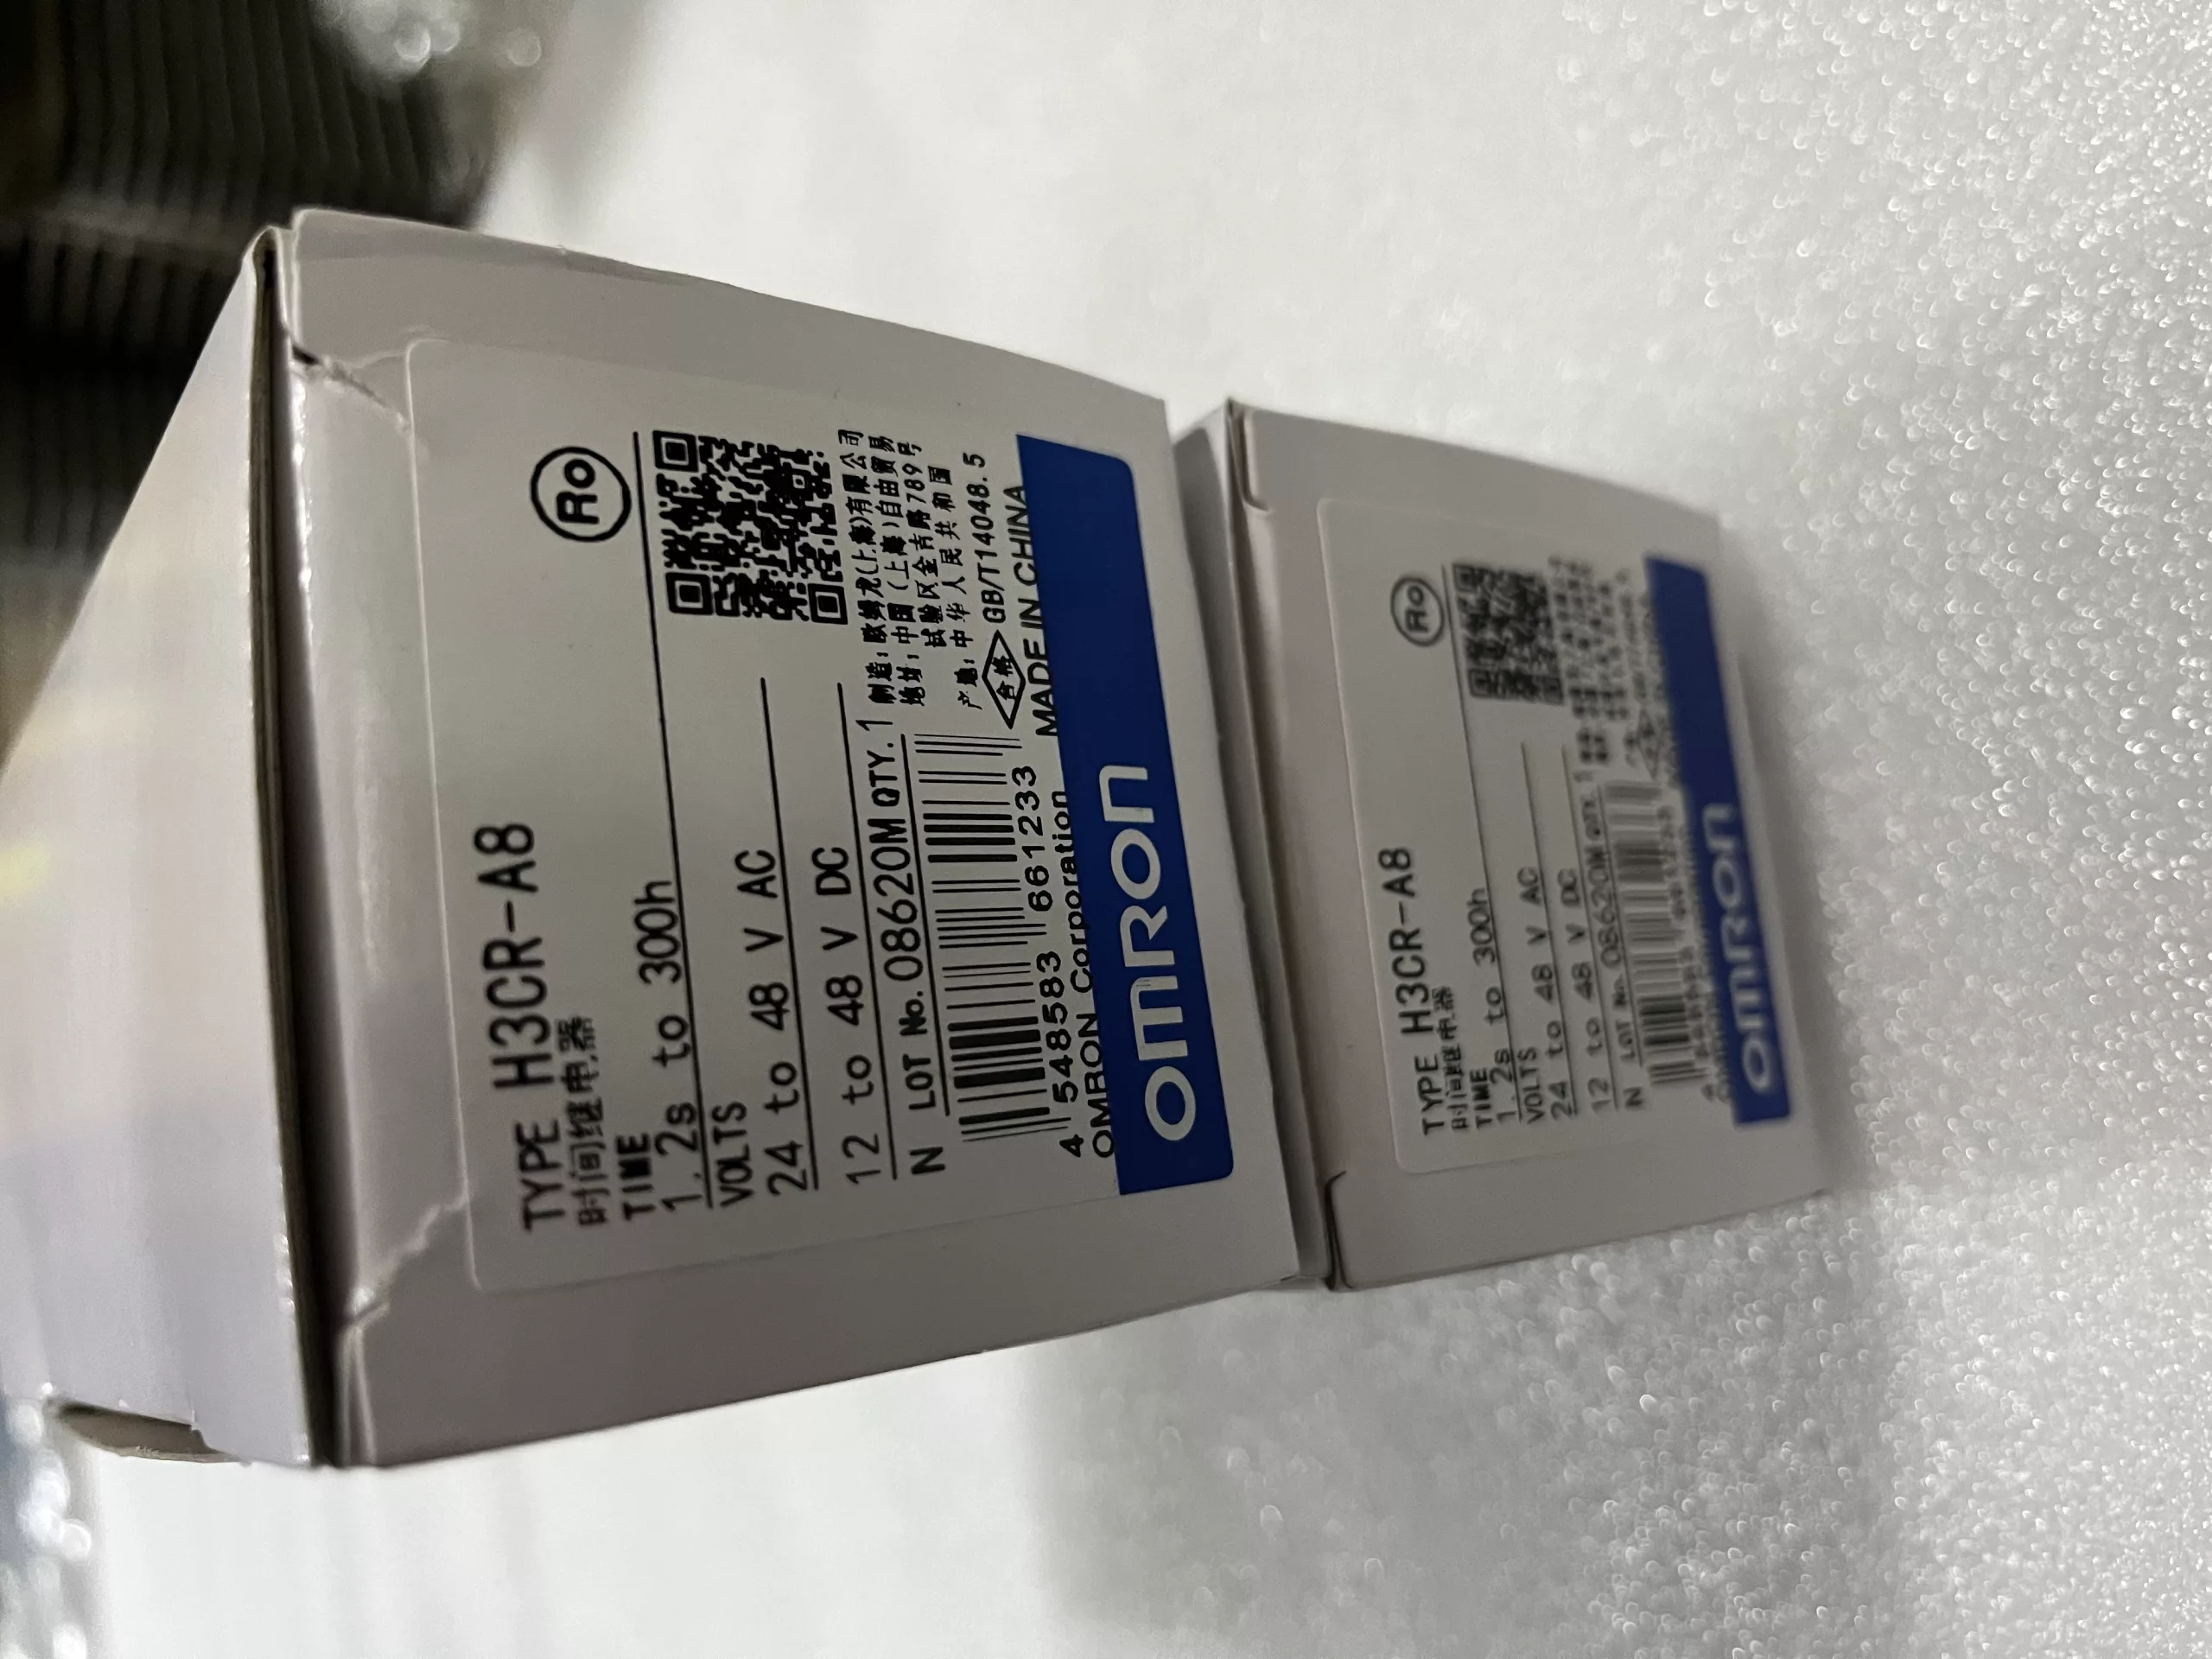 TYPE H3CR-A8
时间继电器
Ro
TIME
1.2s to 300h
VOLTS
24 to 48 V AC
12 to 48 V DC
N LOT No. 08620M QTY. 1
4 548583 661233
OMRON Corporation
制造:欧姆龙(上海)有限公司
地址:中国(上海)自由贸易
试验区金吉路789号
产地:中华人民共和国
合格 GB/T14048.5
MADE IN CHINA
OMRON
TYPE H3CR-A8
时间继电器
Ro
TIME
1.2s to 300h
VOLTS
24 to 48 V AC
12 to 48 V DC
N LOT No. 08620M QTY. 1
OMRON